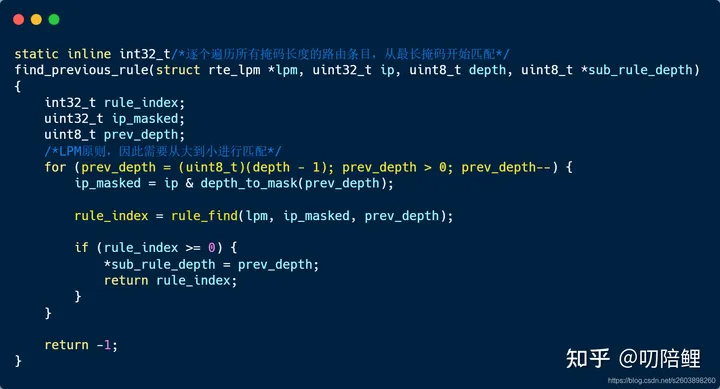 static inline int32_t/*逐个遍历所有掩码长度的路由条目，从最长掩码开始匹配*/
find_previous_rule(struct rte_lpm *lpm, uint32_t ip, uint8_t depth, uint8_t *sub_rule_depth)
{
    int32_t rule_index;
    uint32_t ip_masked;
    uint8_t prev_depth;
    /*LPM原则，因此需要从大到小进行匹配*/
    for (prev_depth = (uint8_t)(depth - 1); prev_depth > 0; prev_depth--) {
        ip_masked = ip & depth_to_mask(prev_depth);
        rule_index = rule_find(lpm, ip_masked, prev_depth);
        if (rule_index >= 0) {
            *sub_rule_depth = prev_depth;
            return rule_index;
        }
    }
    return -1;
}
知乎 @叨陪鲤
https://blog.csdn.net/s2603898260